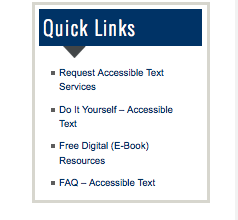 Quick Links
Request Accessible Text
Services
Do It Yourself – Accessible
Text
Free Digital (E-Book)
Resources
FAQ – Accessible Text